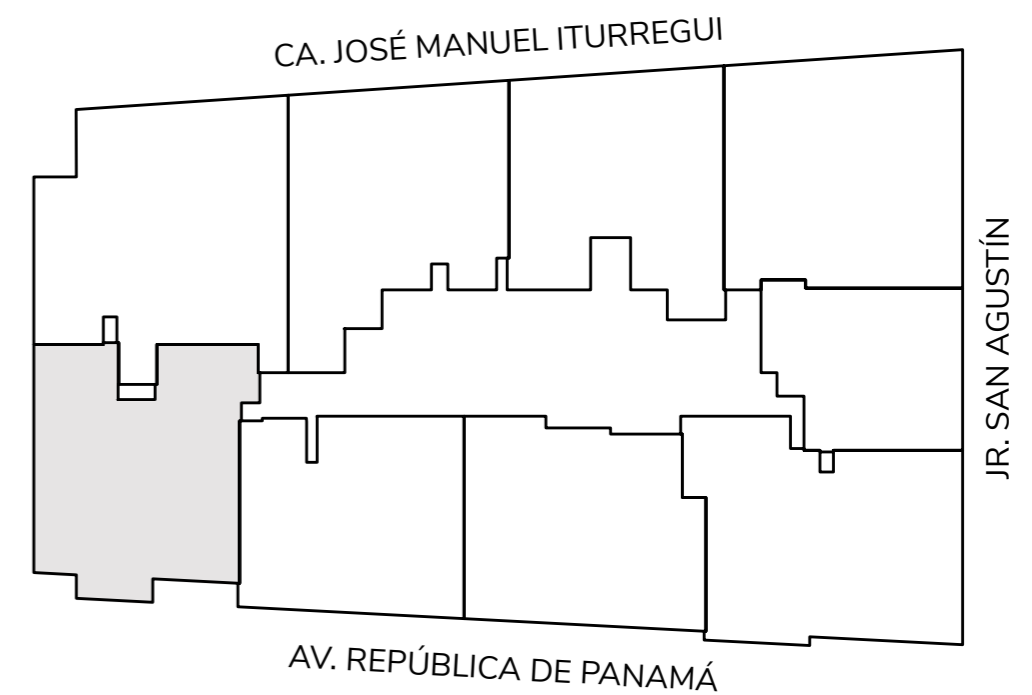 CA. JOSÉ MANUEL ITURREGUI
JR. SAN AGUSTÍN
AV. REPÚBLICA DE PANAMÁ